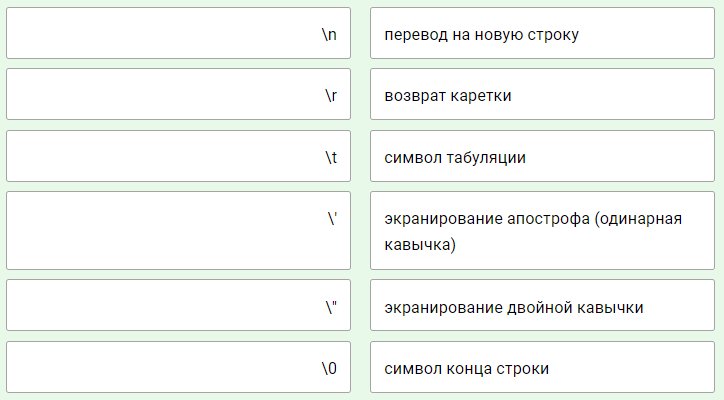 \n перевод на новую строку
\r возврат каретки
\t символ табуляции
\' экранирование апострофа (одинарная
кавычка)
\" экранирование двойной кавычки
\0 символ конца строки